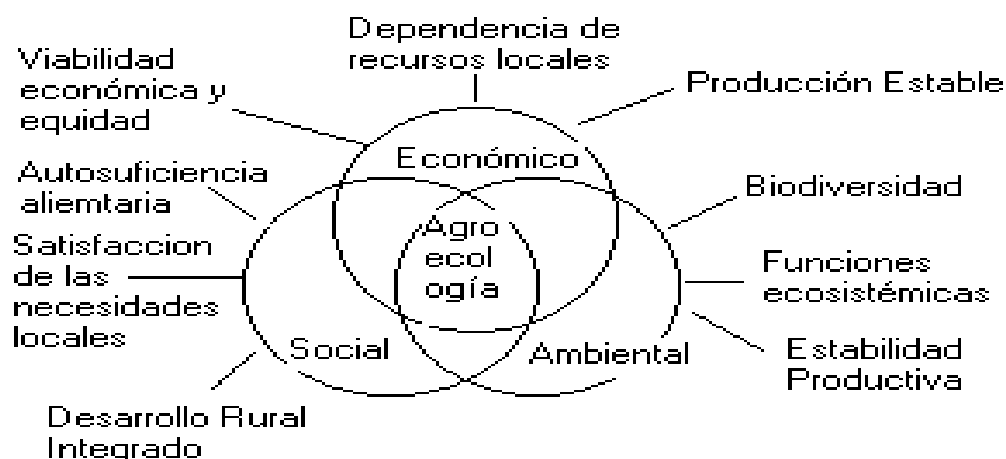 Dependencia de
recursos locales
Viabilidad
económica y
equidad
Producción Estable
Económico
Autosuficiencia
aliemtaria
Biodiversidad
Agro
ecol
ogía
Satisfaccion
de las
necesidades
locales
Funciones
ecosistémicas
Social
Ambiental
Estabilidad
Productiva
Desarrollo Rural
Integrado